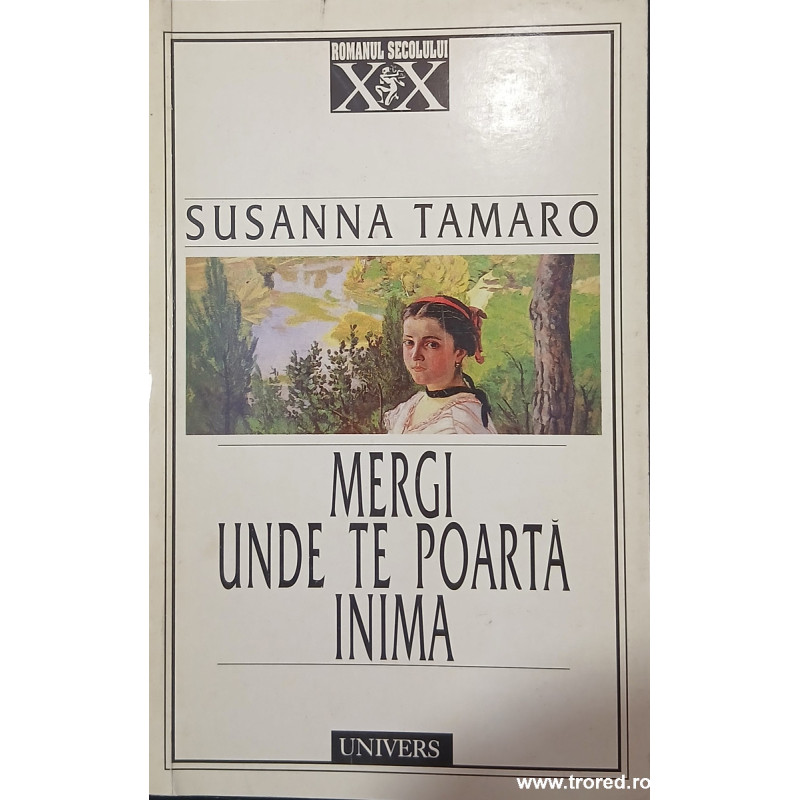 ROMANUL SECOLULUI
XX
SUSANNA TAMARO
MERGI
UNDE TE POARTĂ
INIMA
UNIVERS
www.trored.ro